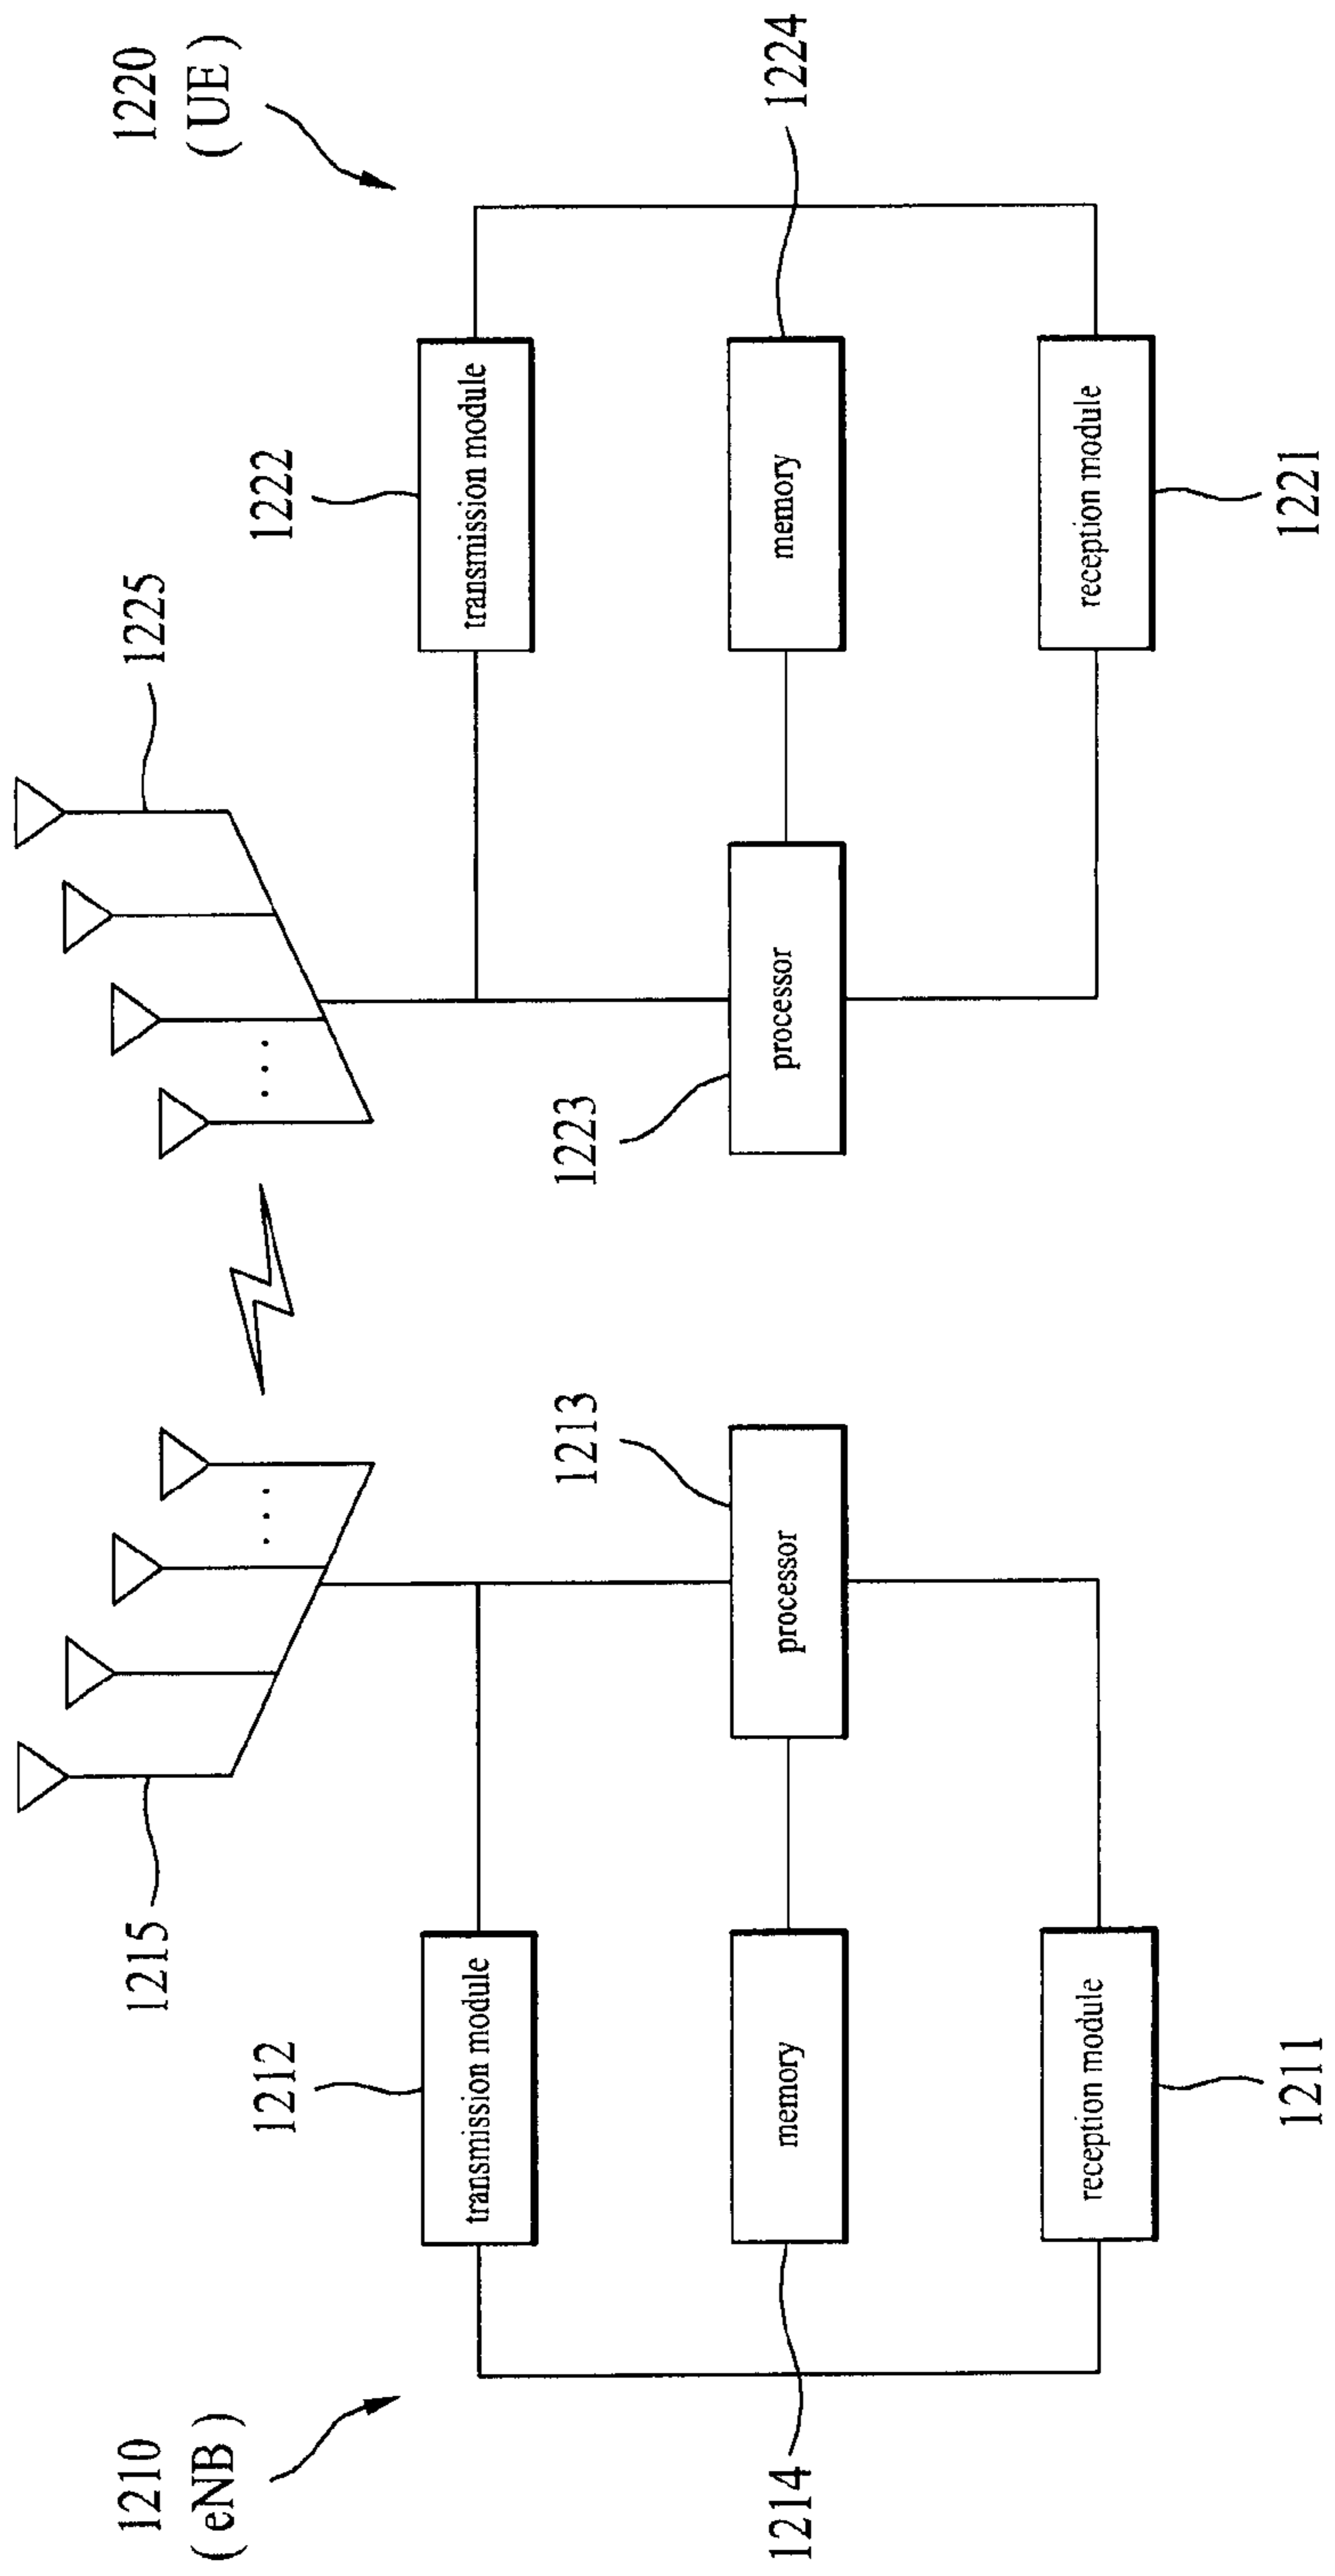 1210
( eNB )
1215
1212
transmission module
1213
processor
memory
1214
reception module
1211
1220
( UE )
1225
1222
transmission module
1223
processor
memory
1224
reception module
1221